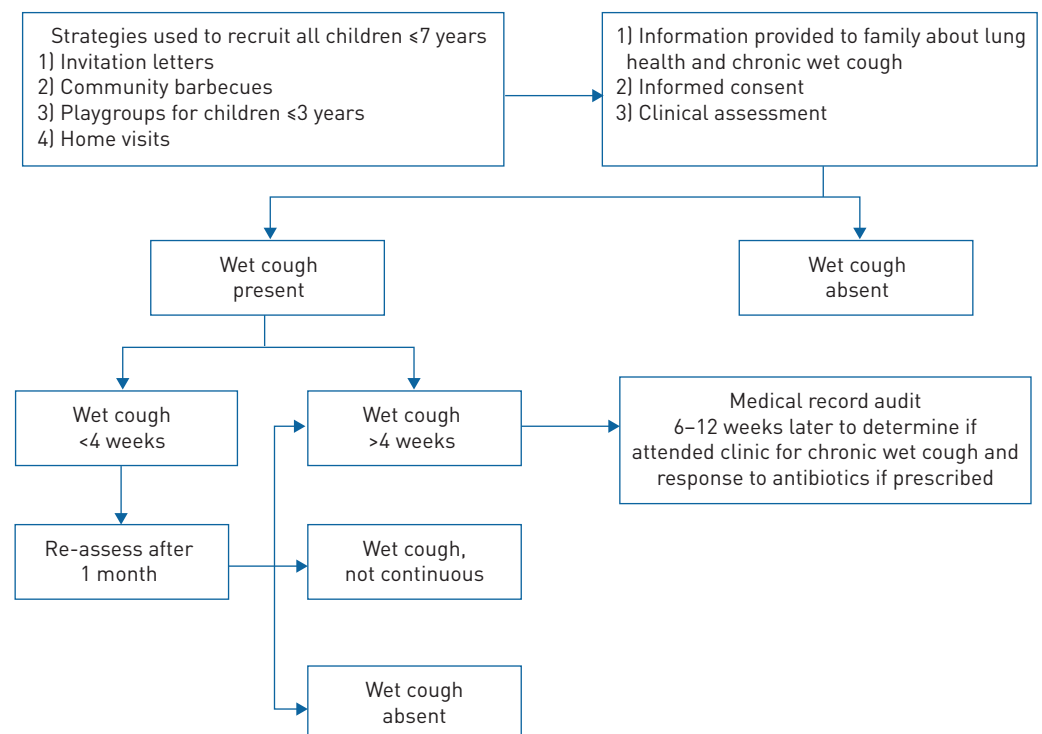 Strategies used to recruit all children ≤7 years
1) Invitation letters
2) Community barbecues
3) Playgroups for children ≤3 years
4) Home visits
1) Information provided to family about lung
health and chronic wet cough
2) Informed consent
3) Clinical assessment
Wet cough
present
Wet cough
absent
Wet cough
<4 weeks
Wet cough
>4 weeks
Medical record audit
6–12 weeks later to determine if
attended clinic for chronic wet cough and
response to antibiotics if prescribed
Re-assess after
1 month
Wet cough,
not continuous
Wet cough
absent